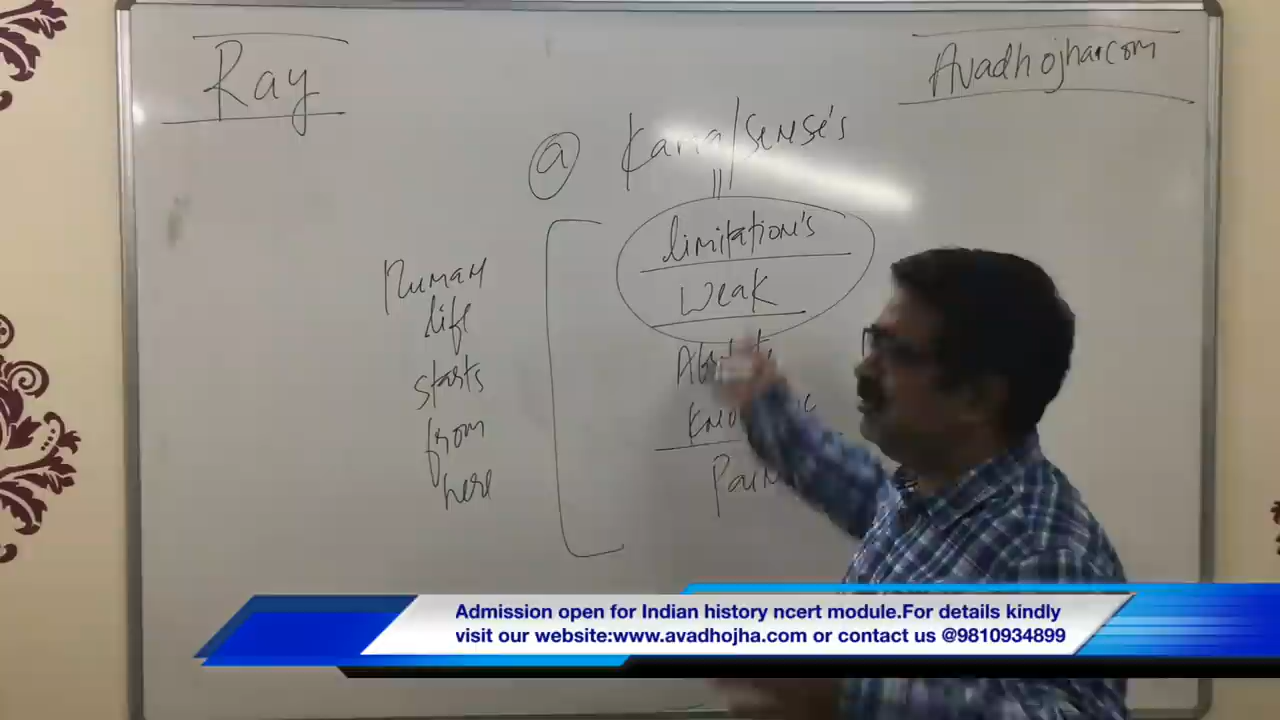 Ray
Avadhojha.com
a Kama/Sense's
limitation's
Weak
Human
life
starts
from
here
Admission open for Indian history ncert module.For details kindly
visit our website:www.avadhojha.com or contact us @9810934899